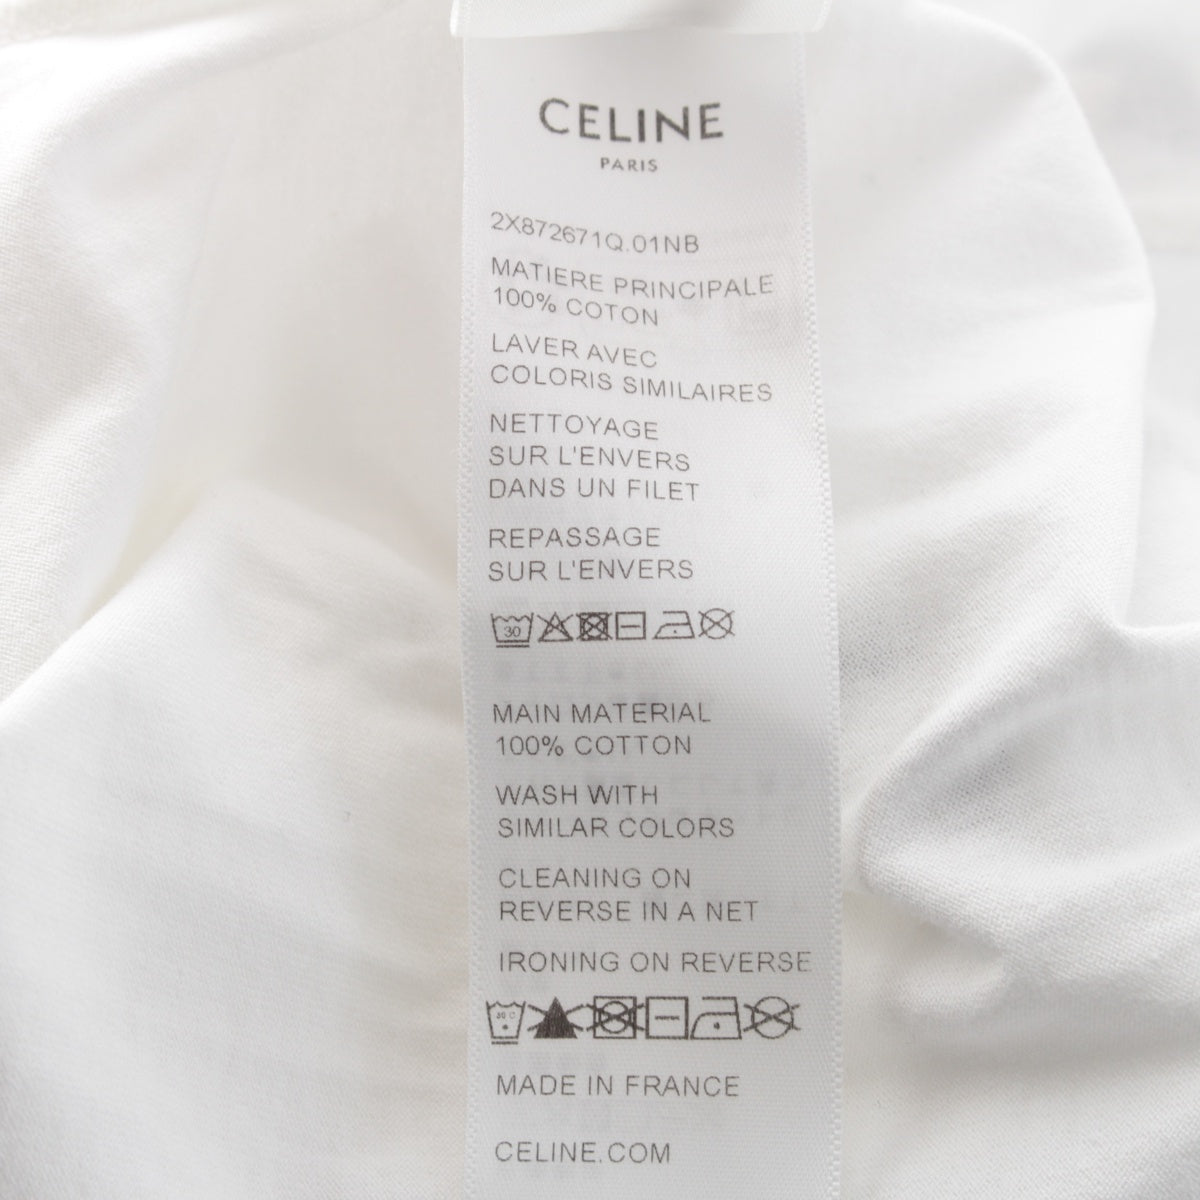 CELINE
PARIS
2X872671Q.01NB
MATIERE PRINCIPALE
100% COTON
LAVER AVEC
COLORIS SIMILAIRES
NETTOYAGE
SUR L'ENVERS
DANS UN FILET
REPASSAGE
SUR L'ENVERS
30
MAIN MATERIAL
100% COTTON
WASH WITH
SIMILAR COLORS
CLEANING ON
REVERSE IN A NET
IRONING ON REVERSE
30 C
MADE IN FRANCE
CELINE.COM